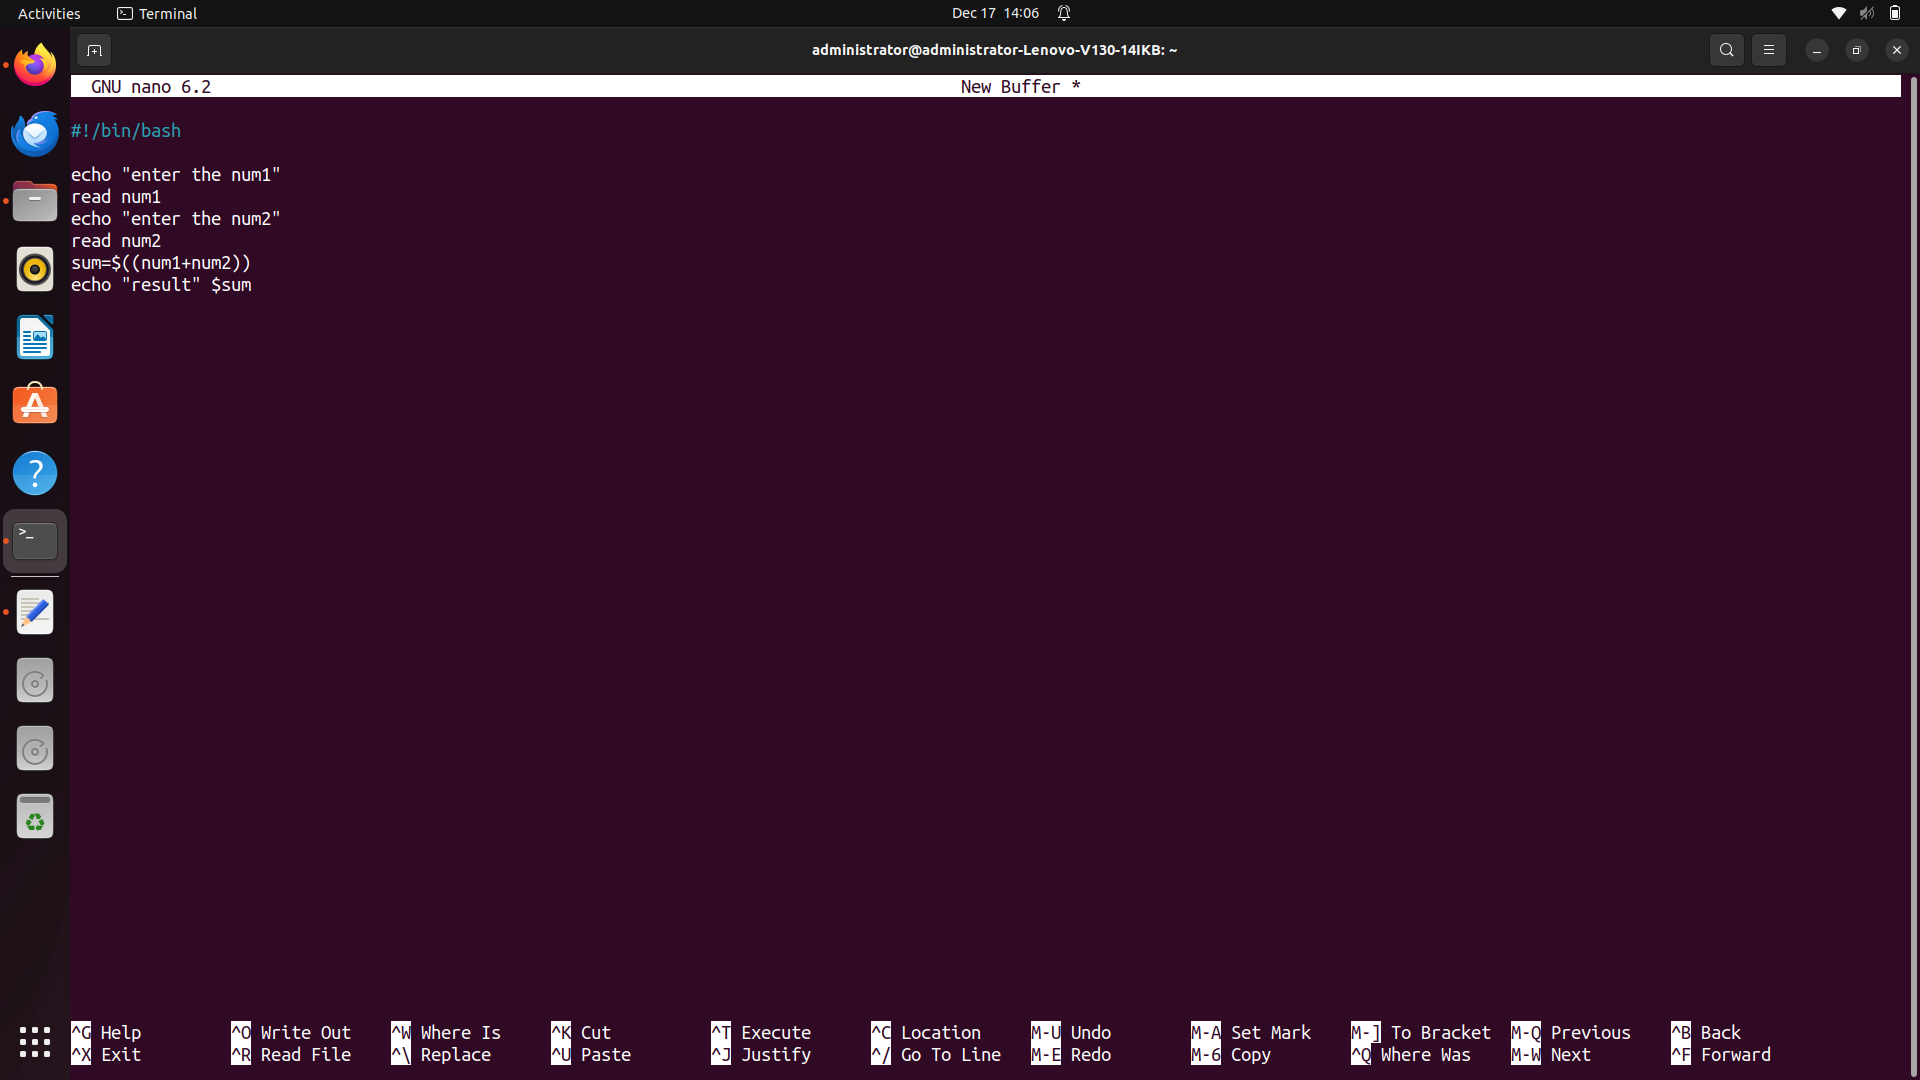 Activities Terminal Dec 17 14:06
administrator@administrator-Lenovo-V130-14IKB: ~
GNU nano 6.2 New Buffer *
#!/bin/bash
echo "enter the num1"
read num1
echo "enter the num2"
read num2
sum=$((num1+num2))
echo "result" $sum
^G Help ^O Write Out ^W Where Is ^K Cut ^T Execute ^C Location M-U Undo M-A Set Mark M-] To Bracket M-Q Previous ^B Back
^X Exit ^R Read File ^\ Replace ^U Paste ^J Justify ^/ Go To Line M-E Redo M-6 Copy ^Q Where Was M-W Next ^F Forward